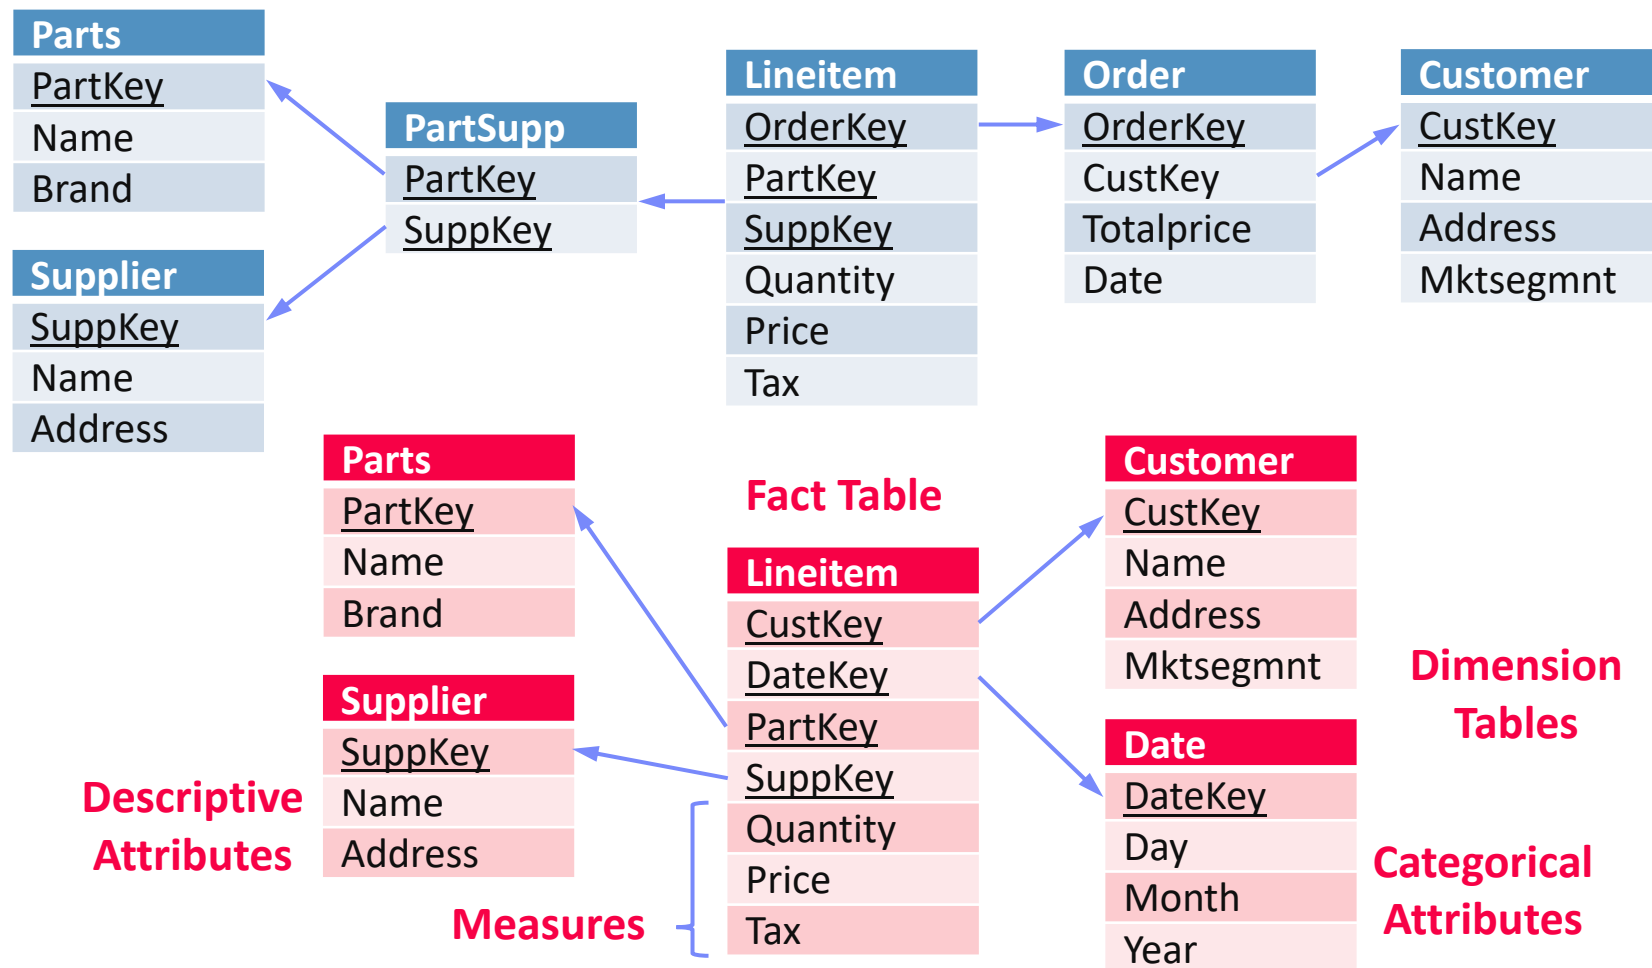 Parts
PartKey
Name
Brand
Supplier
SuppKey
Name
Address
PartSupp
PartKey
SuppKey
Lineitem
OrderKey
PartKey
SuppKey
Quantity
Price
Tax
Order
OrderKey
CustKey
Totalprice
Date
Customer
CustKey
Name
Address
Mktsegmnt
Parts
PartKey
Name
Brand
Supplier
SuppKey
Name
Address
Descriptive
Attributes
Fact Table
Lineitem
CustKey
DateKey
PartKey
SuppKey
Quantity
Price
Tax
Measures
Customer
CustKey
Name
Address
Mktsegmnt
Dimension
Tables
Date
DateKey
Day
Month
Year
Categorical
Attributes